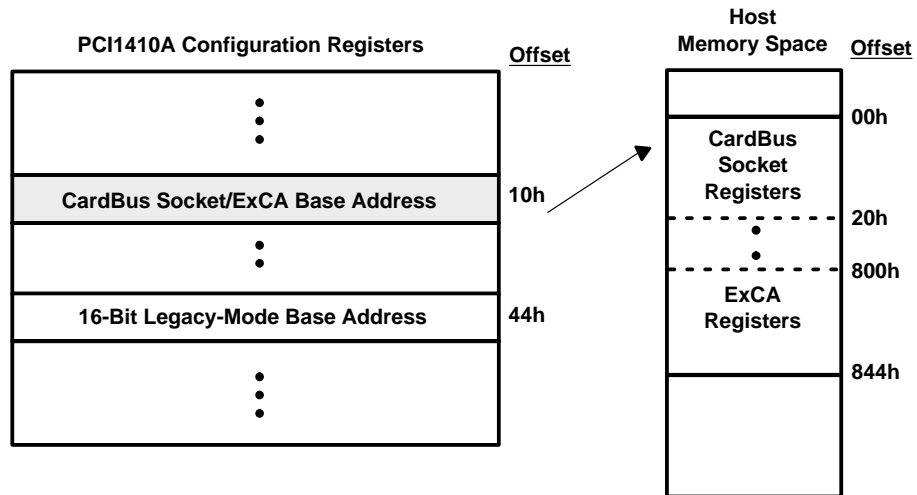 PCI1410A Configuration Registers
Offset
CardBus Socket/ExCA Base Address
10h
16-Bit Legacy-Mode Base Address
44h
Host
Memory Space
Offset
00h
CardBus
Socket
Registers
20h
800h
ExCA
Registers
844h